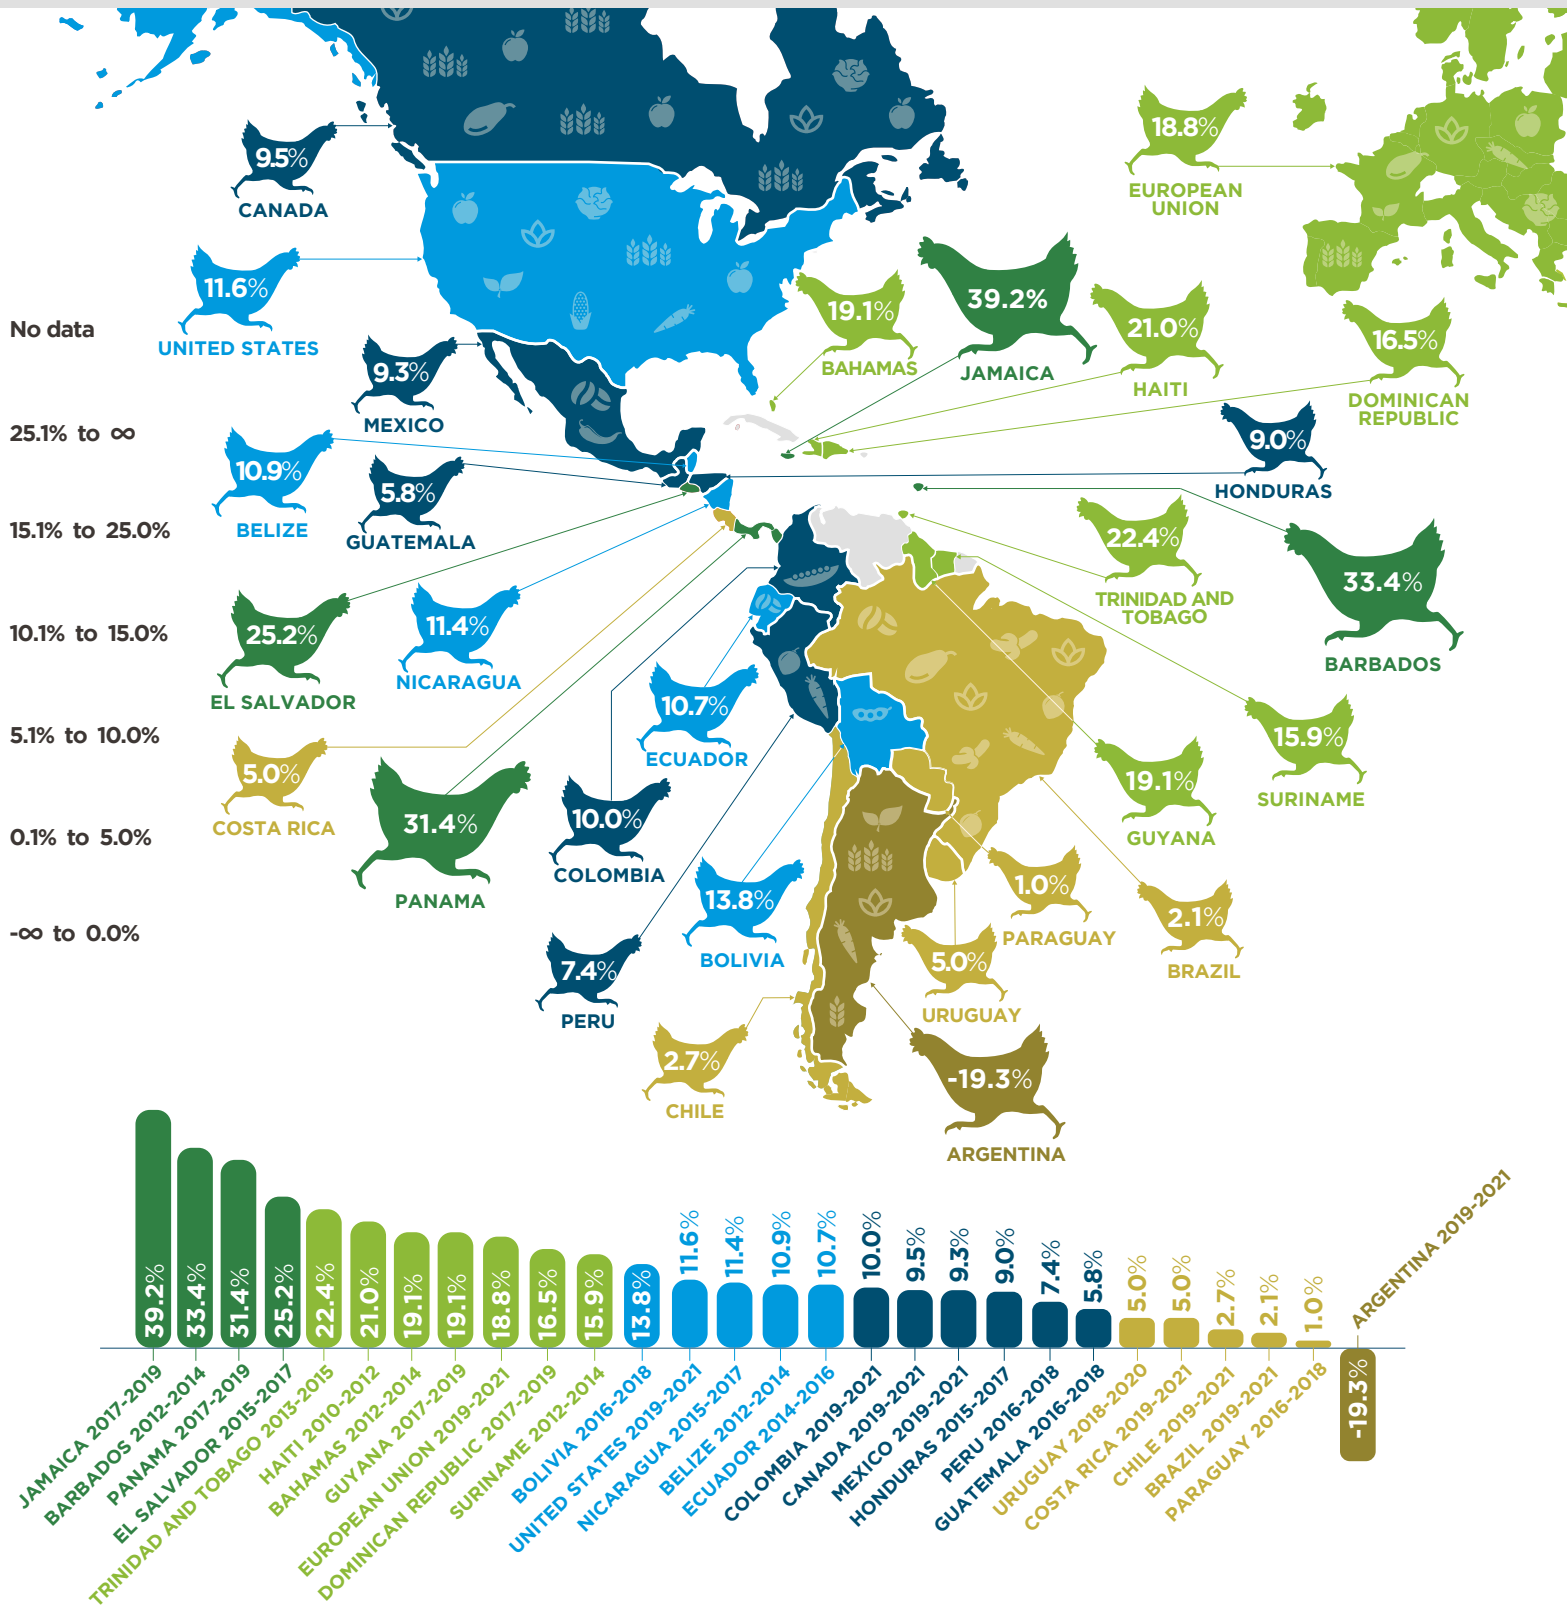 9.5%
CANADA
18.8%
EUROPEAN
UNION
11.6%
UNITED STATES
19.1%
BAHAMAS
39.2%
JAMAICA
21.0%
HAITI
16.5%
DOMINICAN
REPUBLIC
No data
9.3%
MEXICO
25.1% to ∞
10.9%
BELIZE
5.8%
GUATEMALA
9.0%
HONDURAS
15.1% to 25.0%
22.4%
TRINIDAD AND
TOBAGO
33.4%
BARBADOS
10.1% to 15.0%
25.2%
EL SALVADOR
11.4%
NICARAGUA
10.7%
ECUADOR
15.9%
SURINAME
5.1% to 10.0%
5.0%
COSTA RICA
31.4%
PANAMA
10.0%
COLOMBIA
19.1%
GUYANA
0.1% to 5.0%
13.8%
BOLIVIA
1.0%
PARAGUAY
2.1%
BRAZIL
-∞ to 0.0%
7.4%
PERU
5.0%
URUGUAY
2.7%
CHILE
-19.3%
ARGENTINA
39.2%
33.4%
31.4%
25.2%
22.4%
21.0%
19.1%
19.1%
18.8%
16.5%
15.9%
13.8%
11.6%
11.4%
10.9%
10.7%
10.0%
9.5%
9.3%
9.0%
7.4%
5.8%
5.0%
5.0%
2.7%
2.1%
1.0%
-19.3%
JAMAICA 2017-2019
BARBADOS 2012-2014
PANAMA 2017-2019
EL SALVADOR 2015-2017
TRINIDAD AND TOBAGO 2013-2015
HAITI 2010-2012
BAHAMAS 2012-2014
GUYANA 2017-2019
EUROPEAN UNION 2019-2021
DOMINICAN REPUBLIC 2017-2019
SURINAME 2012-2014
BOLIVIA 2016-2018
UNITED STATES 2019-2021
NICARAGUA 2015-2017
BELIZE 2012-2014
ECUADOR 2014-2016
COLOMBIA 2019-2021
CANADA 2019-2021
MEXICO 2019-2021
HONDURAS 2015-2017
PERU 2016-2018
GUATEMALA 2016-2018
URUGUAY 2018-2020
COSTA RICA 2019-2021
CHILE 2019-2021
BRAZIL 2019-2021
PARAGUAY 2016-2018
ARGENTINA 2019-2021